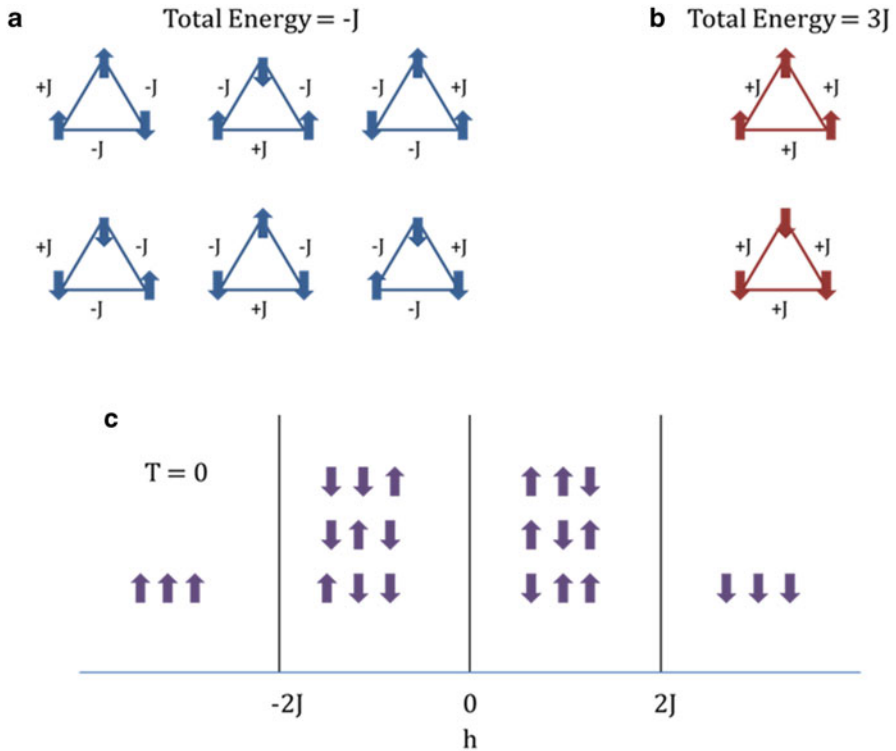 a Total Energy = -J
b Total Energy = 3J
+J -J
-J
-J -J
+J
-J +J
-J
+J +J
+J
+J -J
-J
-J -J
+J
-J +J
-J
+J +J
+J
c
T = 0
-2J 0 2J
h